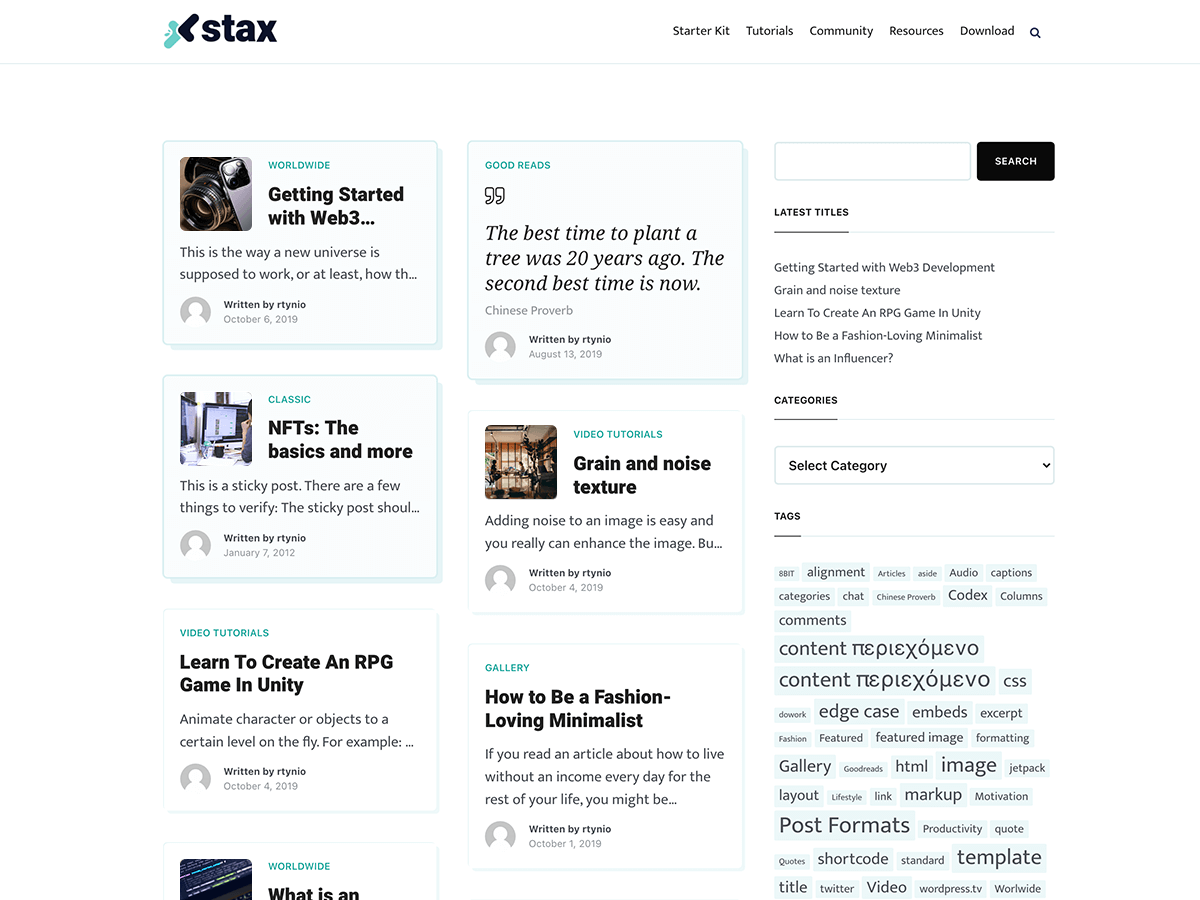 stax
Starter Kit Tutorials Community Resources Download
WORLDWIDE
Getting Started
with Web3...
This is the way a new universe is
supposed to work, or at least, how th...
Written by rtynio
October 6, 2019
CLASSIC
NFTs: The
basics and more
This is a sticky post. There are a few
things to verify: The sticky post shoul...
Written by rtynio
January 7, 2012
VIDEO TUTORIALS
Learn To Create An RPG
Game In Unity
Animate character or objects to a
certain level on the fly. For example: ...
Written by rtynio
October 4, 2019
WORLDWIDE
What is an
GOOD READS
The best time to plant a
tree was 20 years ago. The
second best time is now.
Chinese Proverb
Written by rtynio
August 13, 2019
VIDEO TUTORIALS
Grain and noise
texture
Adding noise to an image is easy and
you really can enhance the image. Bu...
Written by rtynio
October 4, 2019
GALLERY
How to Be a Fashion-
Loving Minimalist
If you read an article about how to live
without an income every day for the
rest of your life, you might be...
Written by rtynio
October 1, 2019
SEARCH
LATEST TITLES
Getting Started with Web3 Development
Grain and noise texture
Learn To Create An RPG Game In Unity
How to Be a Fashion-Loving Minimalist
What is an Influencer?
CATEGORIES
Select Category
TAGS
8BIT alignment Articles aside Audio captions
categories chat Chinese Proverb Codex Columns
comments
content περιεχόμενο
content περιεχόμενο css
dowork edge case embeds excerpt
Fashion Featured featured image formatting
Gallery Goodreads html image jetpack
layout Lifestyle link markup Motivation
Post Formats Productivity quote
Quotes shortcode standard template
title twitter Video wordpress.tv Worlwide